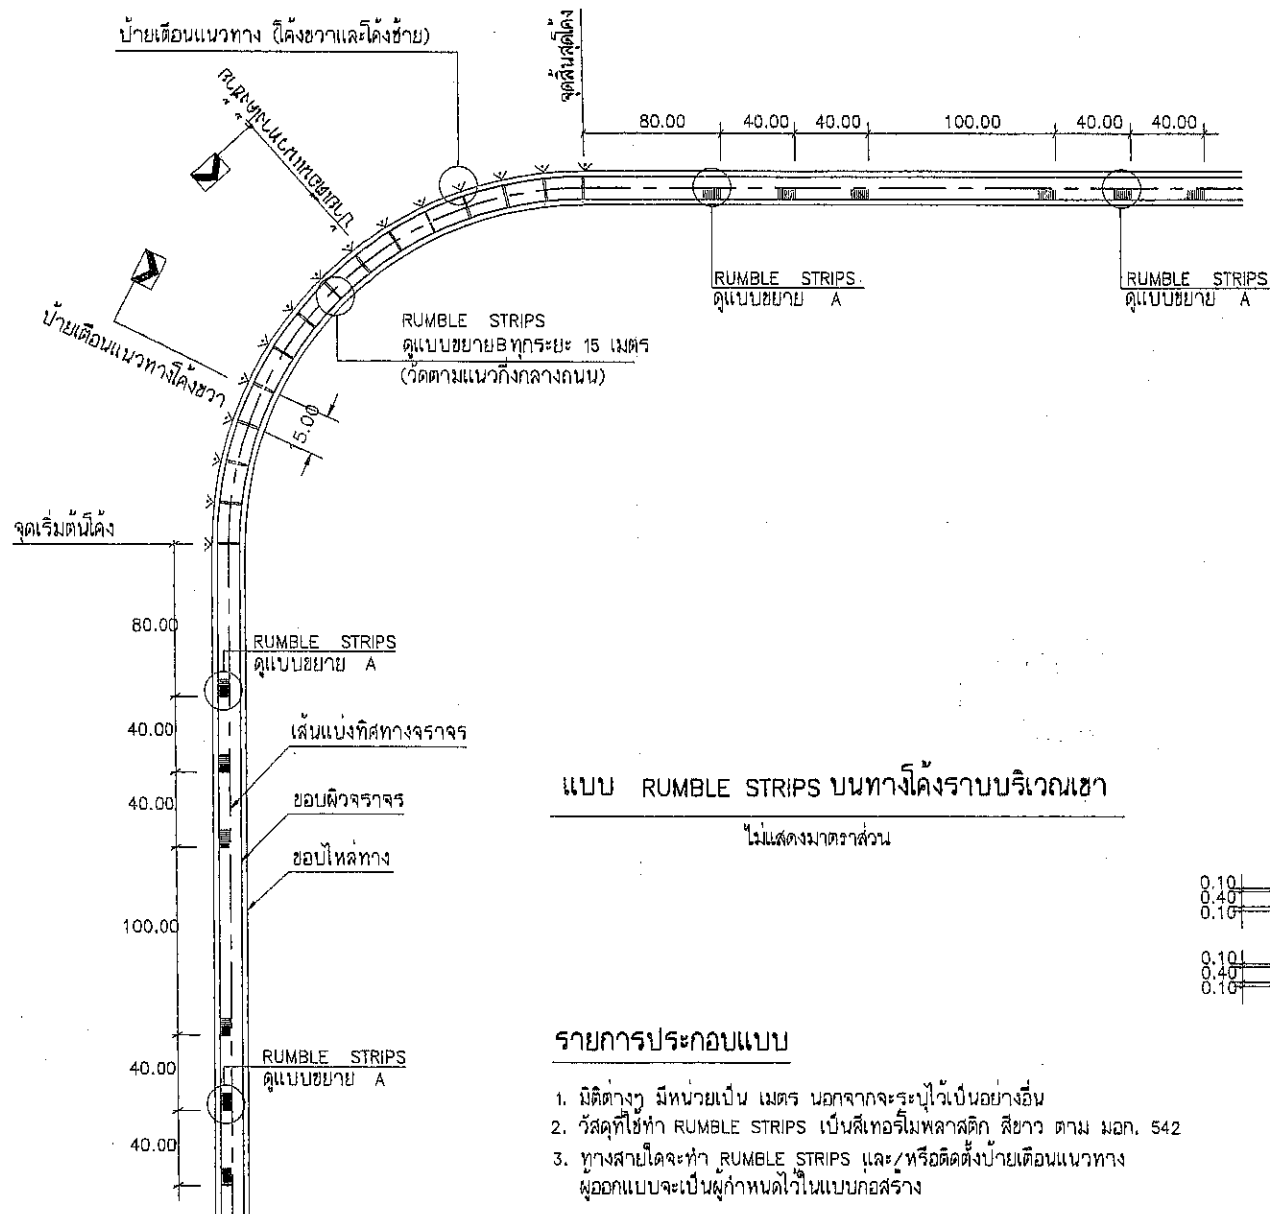 ป้ายเตือนแนวทาง (โค้งขวาและโค้งซ้าย)
จุดสิ้นสุดโค้ง
80.00
40.00
40.00
100.00
40.00
40.00
ป้ายเตือนแนวทางโค้งซ้าย
RUMBLE STRIPS
ดูแบบขยาย A
RUMBLE STRIPS
ดูแบบขยาย A
ป้ายเตือนแนวทางโค้งขวา
RUMBLE STRIPS
ดูแบบขยายBทุกระยะ 15 เมตร
(วัดตามแนวกึ่งกลางถนน)
15.00
จุดเริ่มต้นโค้ง
80.00
RUMBLE STRIPS
ดูแบบขยาย A
40.00
เส้นแบ่งทิศทางจราจร
40.00
ขอบผิวจราจร
ขอบไหล่ทาง
100.00
RUMBLE STRIPS
ดูแบบขยาย A
40.00
40.00
แบบ RUMBLE STRIPS บนทางโค้งราบบริเวณเขา
ไม่แสดงมาตราส่วน
0.10
0.40
0.10
0.10
0.40
0.10
รายการประกอบแบบ
1. มิติต่างๆ มีหน่วยเป็น เมตร นอกจากจะระบุไว้เป็นอย่างอื่น
2. วัสดุที่ใช้ทำ RUMBLE STRIPS เป็นสีเทอร์โมพลาสติก สีขาว ตาม มอก. 542
3. ทางสายใดจะทำ RUMBLE STRIPS และ/หรือติดตั้งป้ายเตือนแนวทาง
ผู้ออกแบบจะเป็นผู้กำหนดไว้ในแบบก่อสร้าง